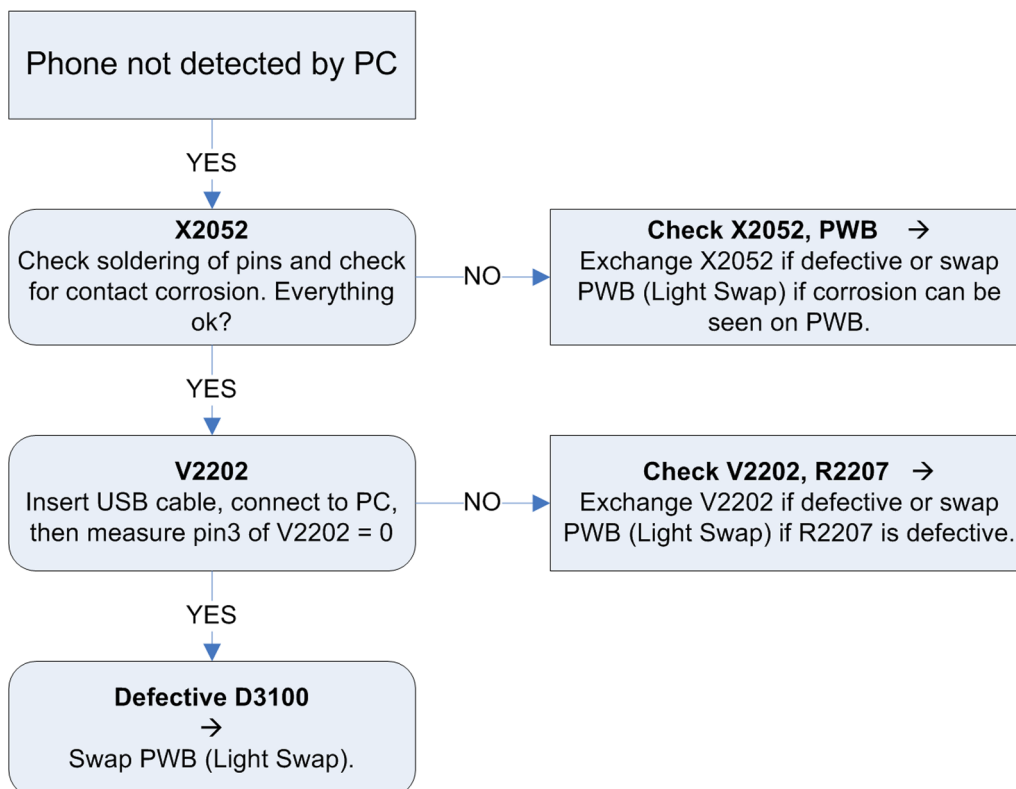 Phone not detected by PC
YES
X2052
Check soldering of pins and check
for contact corrosion. Everything
ok?
NO
Check X2052, PWB →
Exchange X2052 if defective or swap
PWB (Light Swap) if corrosion can be
seen on PWB.
YES
V2202
Insert USB cable, connect to PC,
then measure pin3 of V2202 = 0
NO
Check V2202, R2207 →
Exchange V2202 if defective or swap
PWB (Light Swap) if R2207 is defective.
YES
Defective D3100
→
Swap PWB (Light Swap).